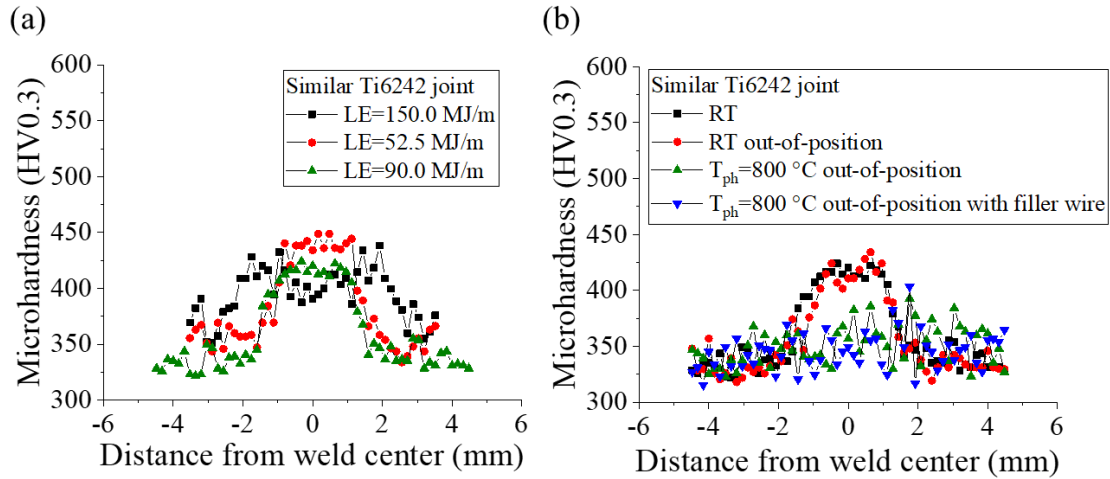 (a)
600
550
500
450
400
350
300
Microhardness (HV0.3)
Similar Ti6242 joint
LE=150.0 MJ/m
LE=52.5 MJ/m
LE=90.0 MJ/m
-6
-4
-2
0
2
4
6
Distance from weld center (mm)
(b)
600
550
500
450
400
350
300
Microhardness (HV0.3)
Similar Ti6242 joint
RT
RT out-of-position
Tph=800 °C out-of-position
Tph=800 °C out-of-position with filler wire
-6
-4
-2
0
2
4
6
Distance from weld center (mm)